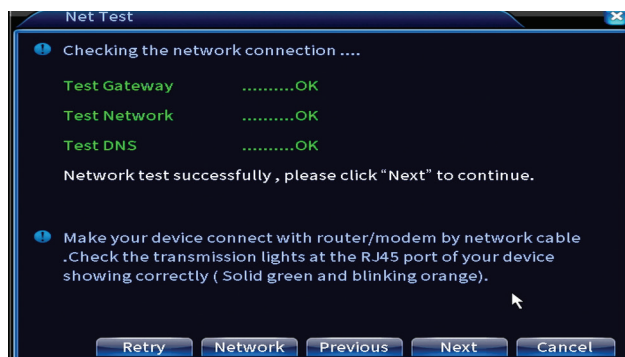 Net Test
Checking the network connection ....
Test Gateway ..........OK
Test Network ..........OK
Test DNS ..........OK
Network test successfully , please click “Next” to continue.
Make your device connect with router/modem by network cable
.Check the transmission lights at the RJ45 port of your device
showing correctly ( Solid green and blinking orange).
Retry Network Previous Next Cancel